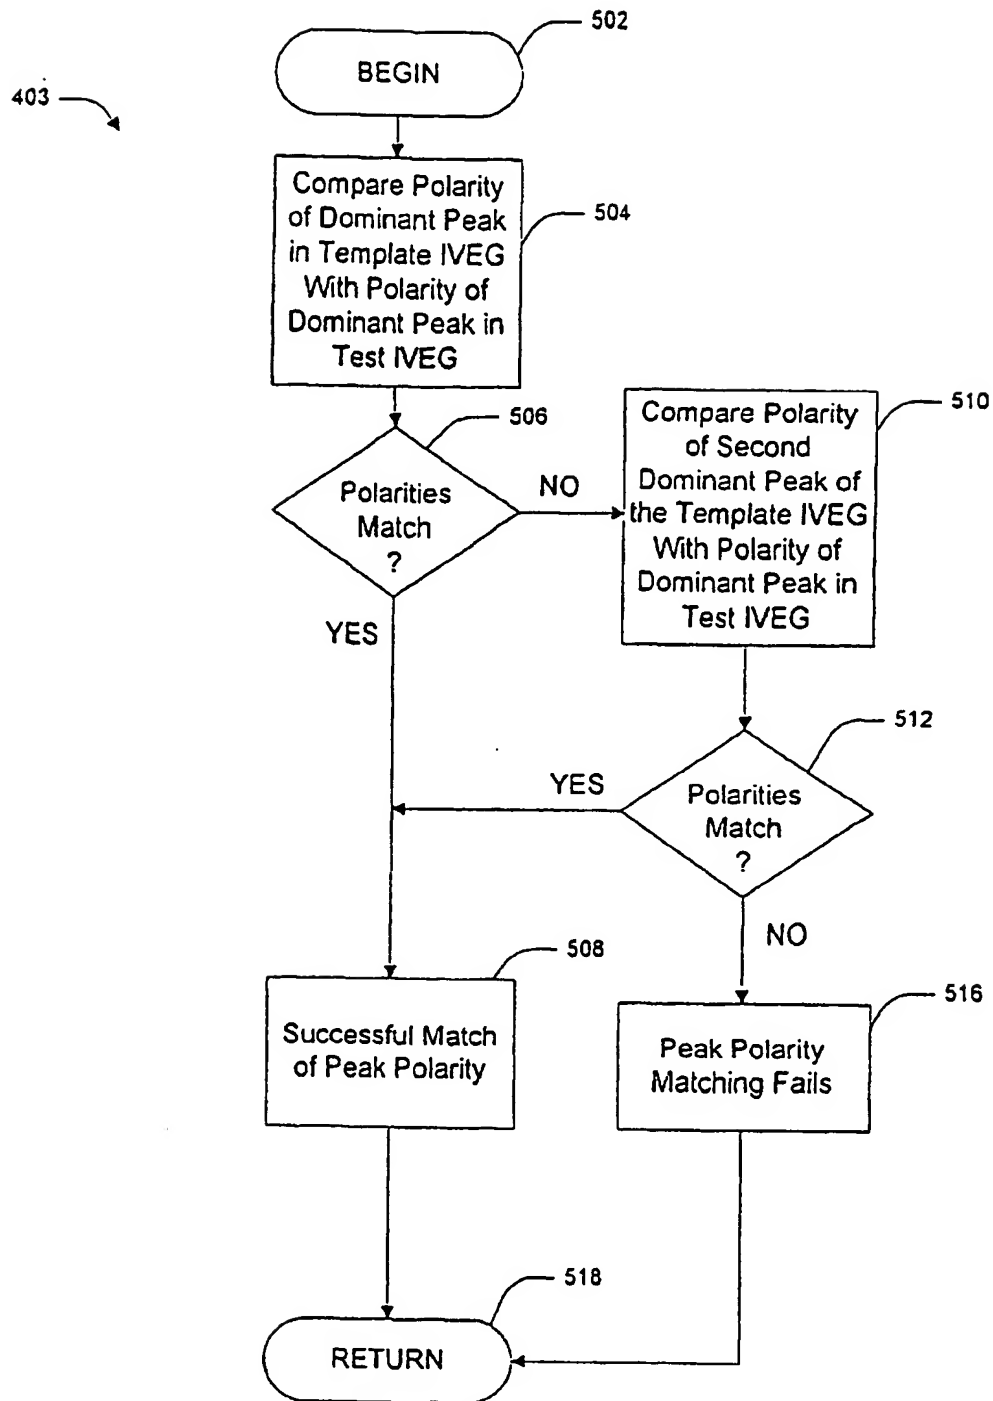 502
BEGIN
403
Compare Polarity
of Dominant Peak
in Template IVEG
With Polarity of
Dominant Peak in
Test IVEG
504
506
Polarities
Match
?
NO
YES
Compare Polarity
of Second
Dominant Peak of
the Template IVEG
With Polarity of
Dominant Peak in
Test IVEG
510
512
Polarities
Match
?
YES
NO
508
Successful Match
of Peak Polarity
516
Peak Polarity
Matching Fails
518
RETURN